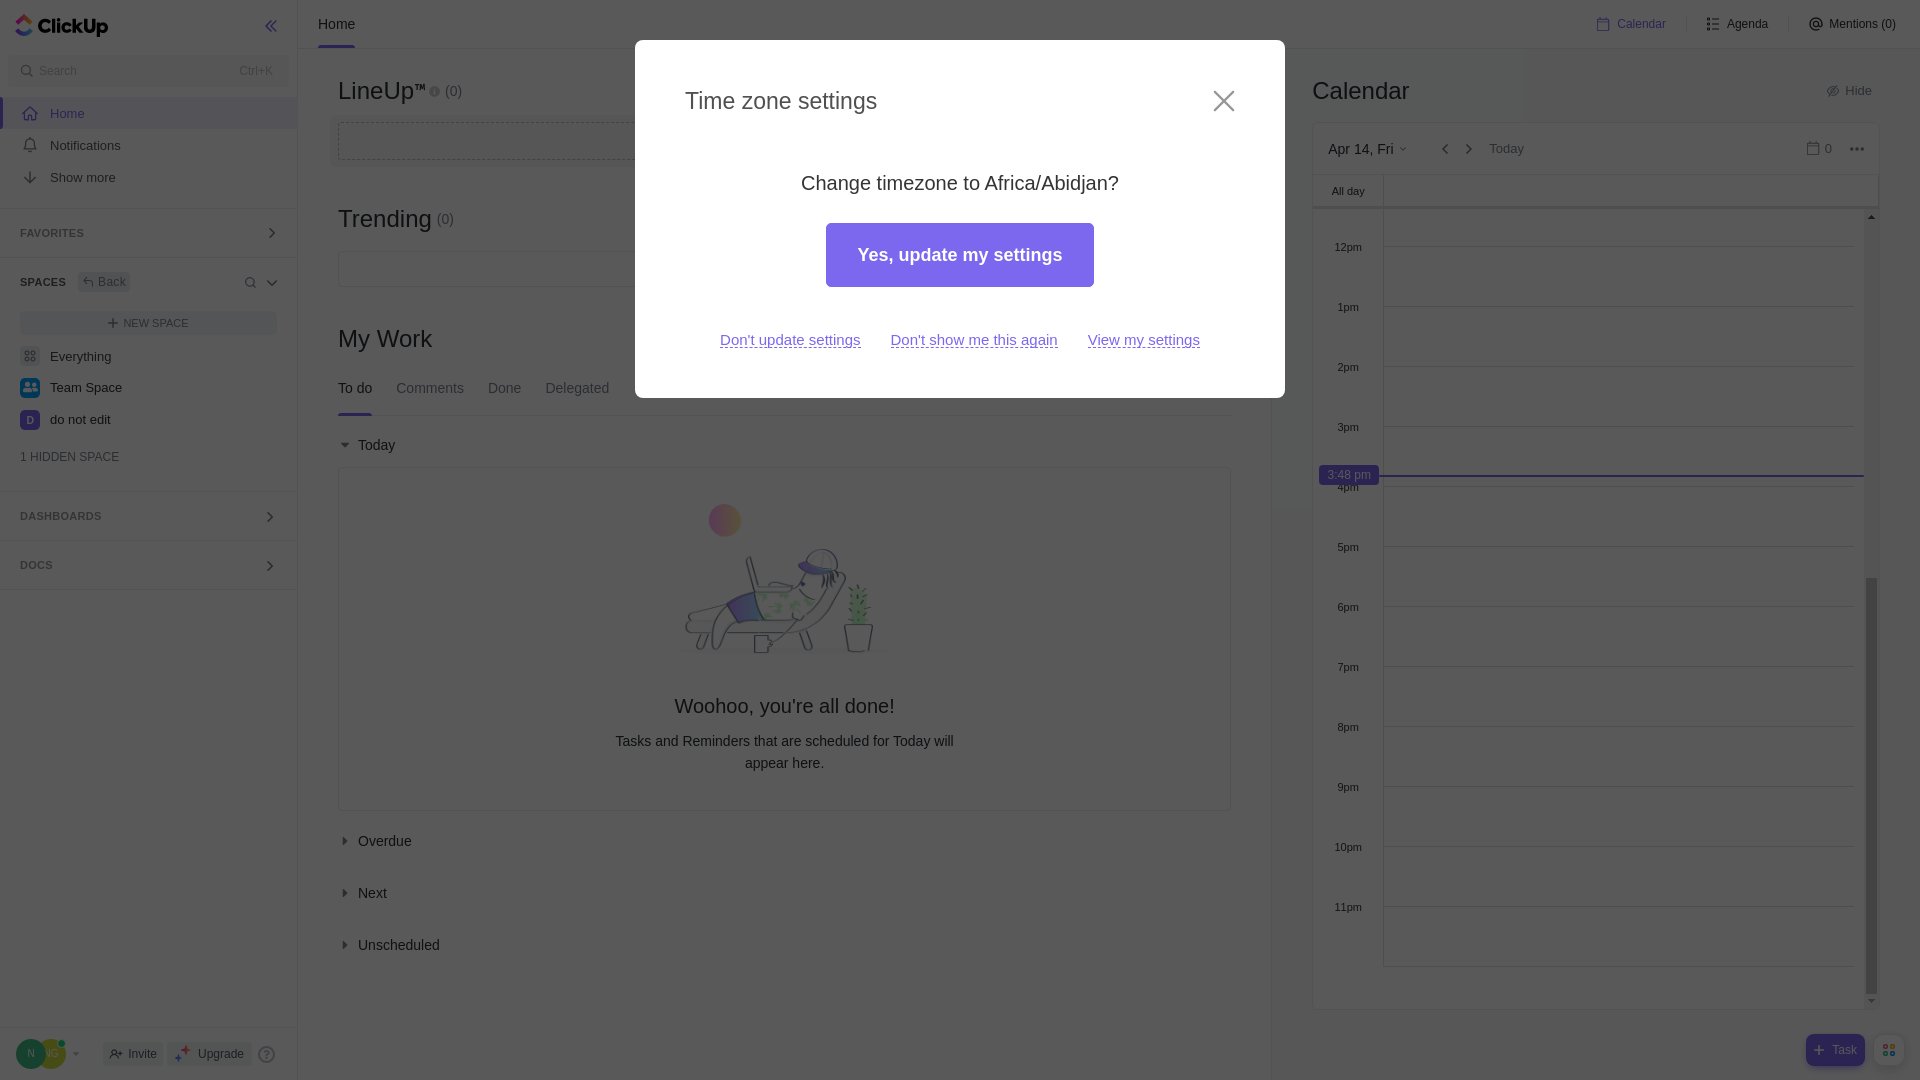 ClickUp
Search Ctrl+K
Home
Notifications
Show more
FAVORITES
SPACES Back
NEW SPACE
Everything
Team Space
D do not edit
1 HIDDEN SPACE
DASHBOARDS
DOCS
N NG Invite Upgrade ?
Home
Calendar Agenda Mentions (0)
LineUp™ (0)
Trending (0)
My Work
To do Comments Done Delegated
Today
Woohoo, you're all done!
Tasks and Reminders that are scheduled for Today will
appear here.
Overdue
Next
Unscheduled
Time zone settings
Change timezone to Africa/Abidjan?
Yes, update my settings
Don't update settings Don't show me this again View my settings
Calendar Hide
Apr 14, Fri Today 0
All day
12pm
1pm
2pm
3pm
3:48 pm
4pm
5pm
6pm
7pm
8pm
9pm
10pm
11pm
Task